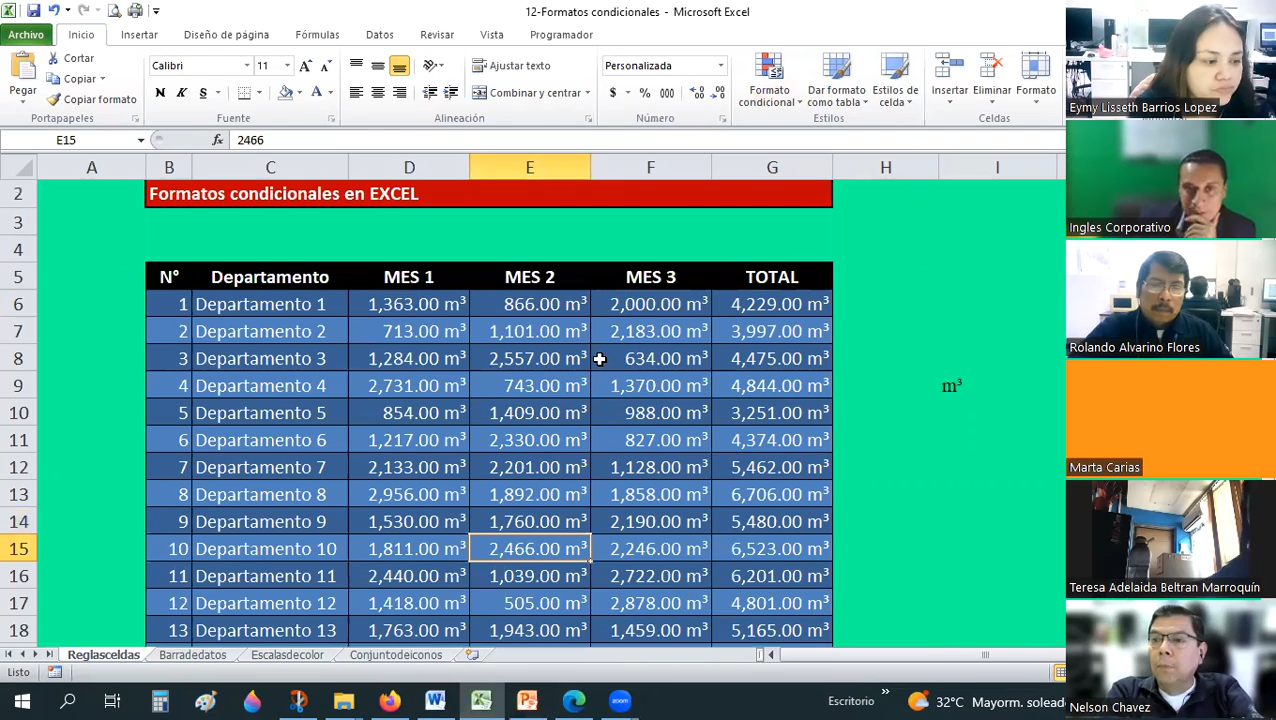 12-Formatos condicionales - Microsoft Excel
Archivo Inicio Insertar Diseño de página Fórmulas Datos Revisar Vista Programador
Pegar
Cortar
Copiar
Copiar formato
Portapapeles
Calibri 11
N K S
Fuente
Ajustar texto
Combinar y centrar
Alineación
Personalizada
$ % 000
Número
Formato condicional
Dar formato como tabla
Estilos de celda
Estilos
Insertar Eliminar Formato
Celdas
E15 fx 2466
A B C D E F G H I
2 Formatos condicionales en EXCEL
3
4
5 N° Departamento MES 1 MES 2 MES 3 TOTAL
6 1 Departamento 1 1,363.00 m³ 866.00 m³ 2,000.00 m³ 4,229.00 m³
7 2 Departamento 2 713.00 m³ 1,101.00 m³ 2,183.00 m³ 3,997.00 m³
8 3 Departamento 3 1,284.00 m³ 2,557.00 m³ 634.00 m³ 4,475.00 m³
9 4 Departamento 4 2,731.00 m³ 743.00 m³ 1,370.00 m³ 4,844.00 m³ m³
10 5 Departamento 5 854.00 m³ 1,409.00 m³ 988.00 m³ 3,251.00 m³
11 6 Departamento 6 1,217.00 m³ 2,330.00 m³ 827.00 m³ 4,374.00 m³
12 7 Departamento 7 2,133.00 m³ 2,201.00 m³ 1,128.00 m³ 5,462.00 m³
13 8 Departamento 8 2,956.00 m³ 1,892.00 m³ 1,858.00 m³ 6,706.00 m³
14 9 Departamento 9 1,530.00 m³ 1,760.00 m³ 2,190.00 m³ 5,480.00 m³
15 10 Departamento 10 1,811.00 m³ 2,466.00 m³ 2,246.00 m³ 6,523.00 m³
16 11 Departamento 11 2,440.00 m³ 1,039.00 m³ 2,722.00 m³ 6,201.00 m³
17 12 Departamento 12 1,418.00 m³ 505.00 m³ 2,878.00 m³ 4,801.00 m³
18 13 Departamento 13 1,763.00 m³ 1,943.00 m³ 1,459.00 m³ 5,165.00 m³
Reglasceldas Barradedatos Escalasdecolor Conjuntodeiconos
Listo
Escritorio » 32°C Mayorm. soleado
Eymy Lisseth Barrios Lopez
Ingles Corporativo
Rolando Alvarino Flores
Marta Carias
Teresa Adelaida Beltran Marroquín
Nelson Chavez